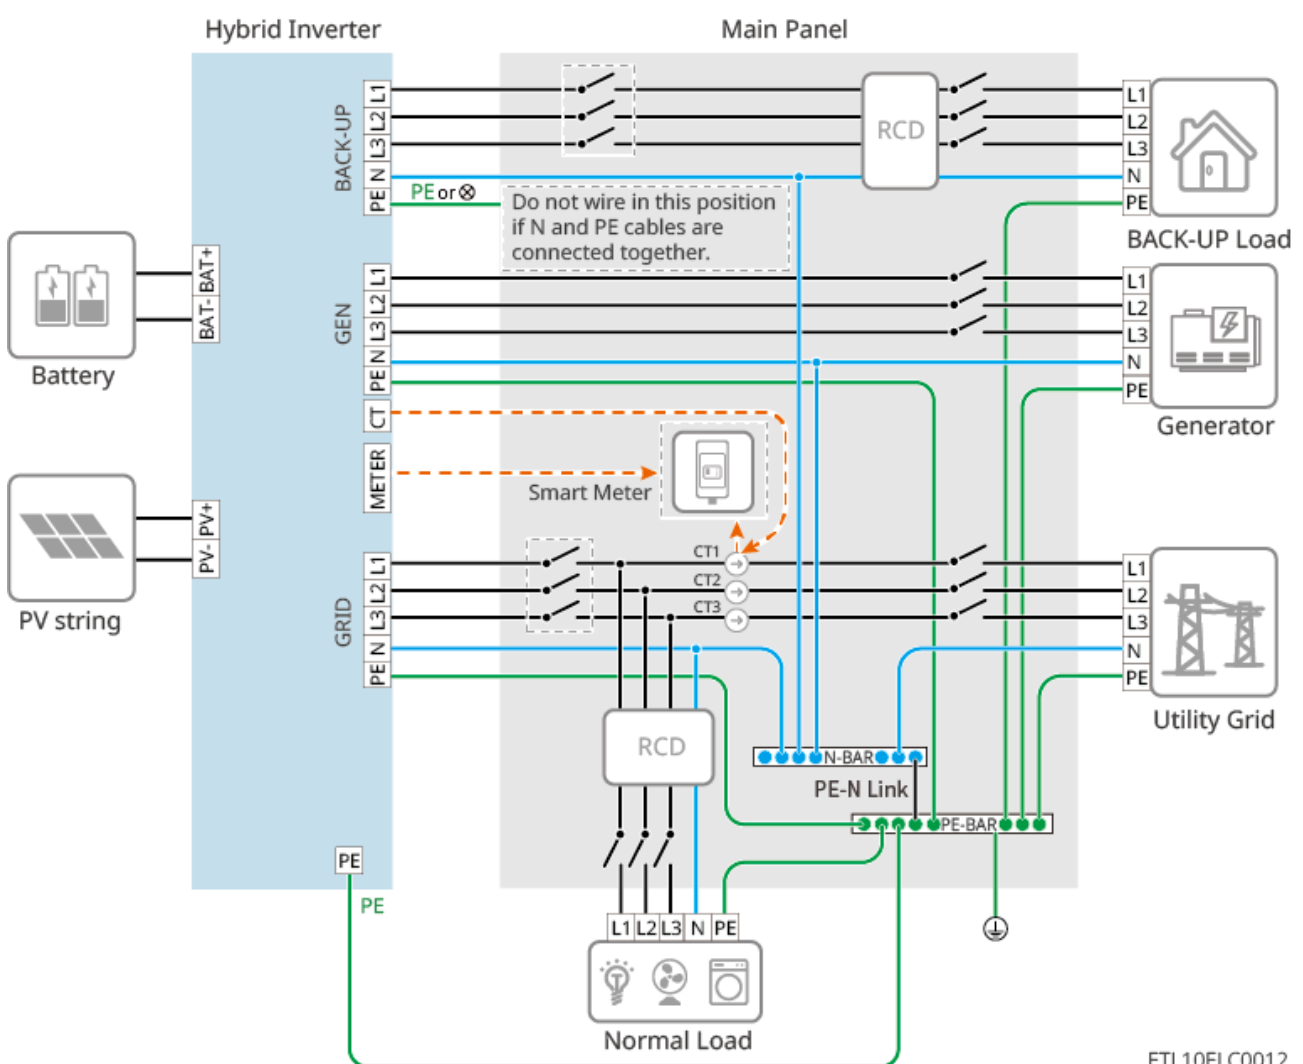 Hybrid Inverter
Main Panel
BACK-UP
L1
L2
L3
N
PE
PE or ⊗
Do not wire in this position
if N and PE cables are
connected together.
RCD
L1
L2
L3
N
PE
BACK-UP Load
BAT+
BAT-
Battery
GEN
L1
L2
L3
N
PE
L1
L2
L3
N
PE
Generator
CT
METER
Smart Meter
PV+
PV-
PV string
GRID
L1
L2
L3
N
PE
CT1
CT2
CT3
L1
L2
L3
N
PE
Utility Grid
RCD
N-BAR
PE-N Link
PE-BAR
PE
PE
L1 L2 L3 N PE
Normal Load
ETL10ELC0012